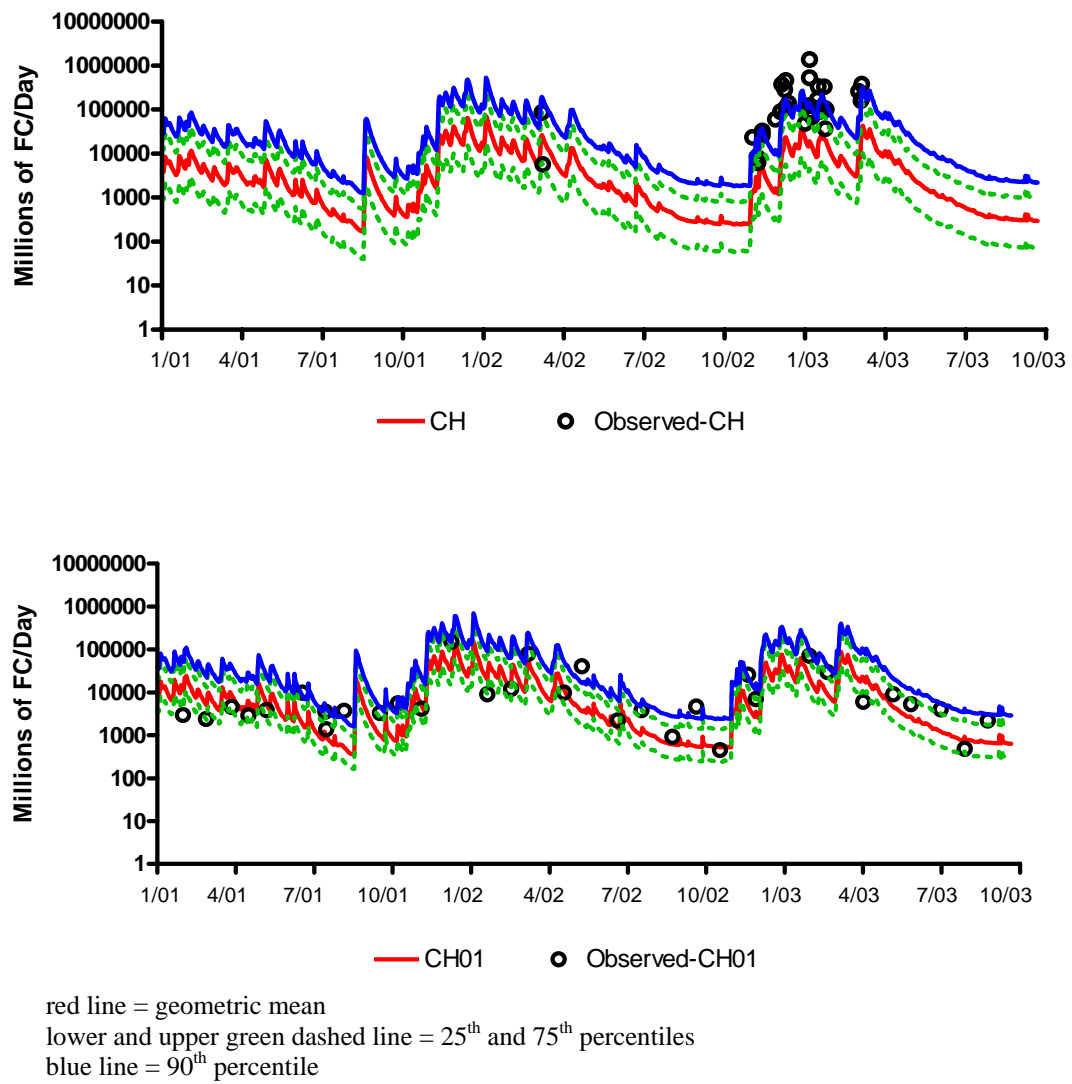 10000000
1000000
100000
10000
1000
100
10
1
Millions of FC/Day
1/01 4/01 7/01 10/01 1/02 4/02 7/02 10/02 1/03 4/03 7/03 10/03
CH Observed-CH
10000000
1000000
100000
10000
1000
100
10
1
Millions of FC/Day
1/01 4/01 7/01 10/01 1/02 4/02 7/02 10/02 1/03 4/03 7/03 10/03
CH01 Observed-CH01
red line = geometric mean
lower and upper green dashed line = 25th and 75th percentiles
blue line = 90th percentile